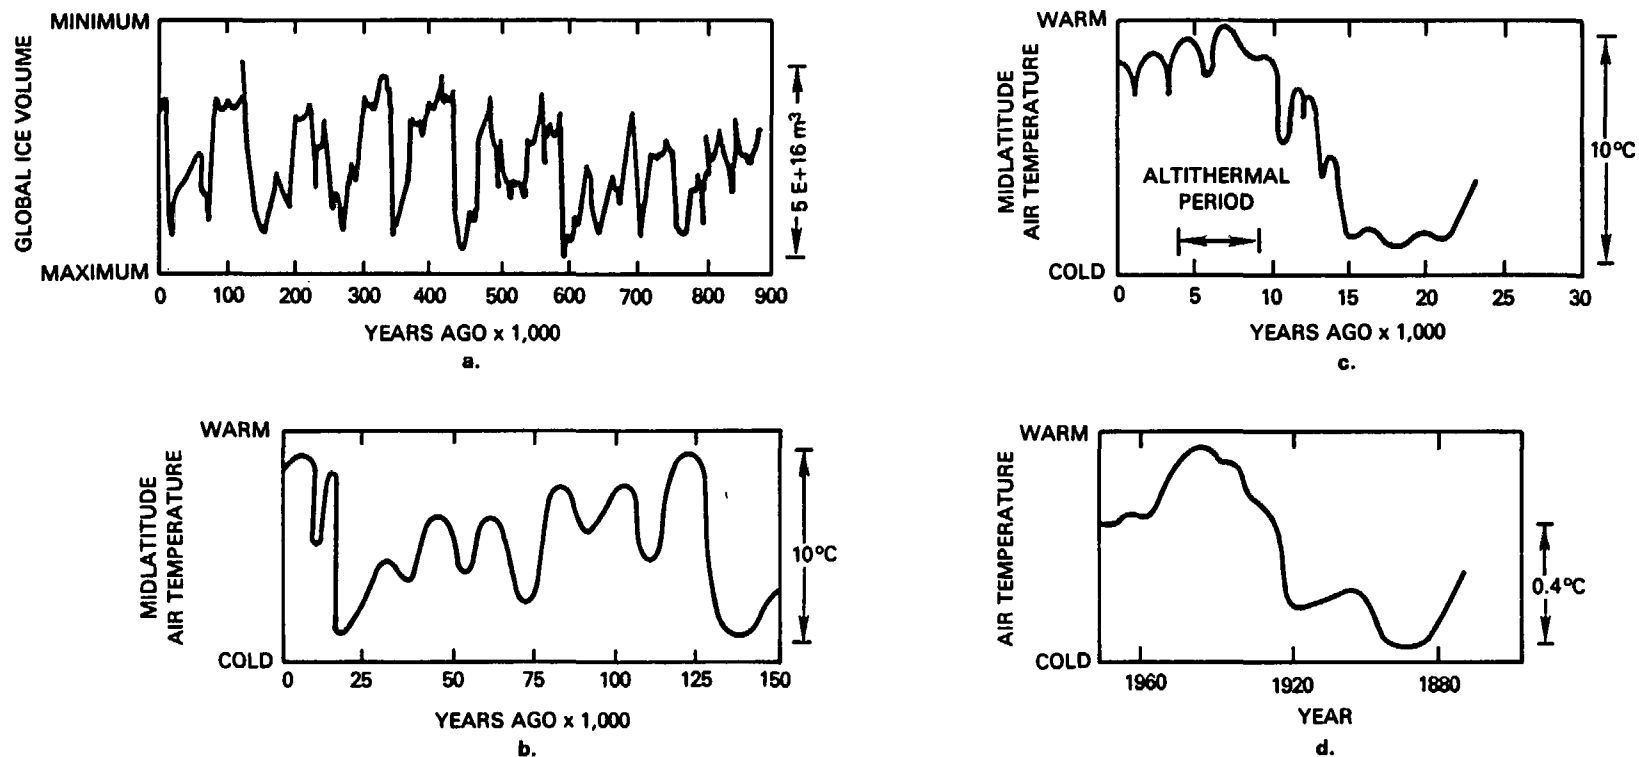 MINIMUM
GLOBAL ICE VOLUME
MAXIMUM
5 E+16 m³
0 100 200 300 400 500 600 700 800 900
YEARS AGO x 1,000
a.
WARM
MIDLATITUDE
AIR TEMPERATURE
COLD
ALTITHERMAL
PERIOD
10°C
0 5 10 15 20 25 30
YEARS AGO x 1,000
c.
WARM
MIDLATITUDE
AIR TEMPERATURE
COLD
10°C
0 25 50 75 100 125 150
YEARS AGO x 1,000
b.
WARM
AIR TEMPERATURE
COLD
0.4°C
1960 1920 1880
YEAR
d.